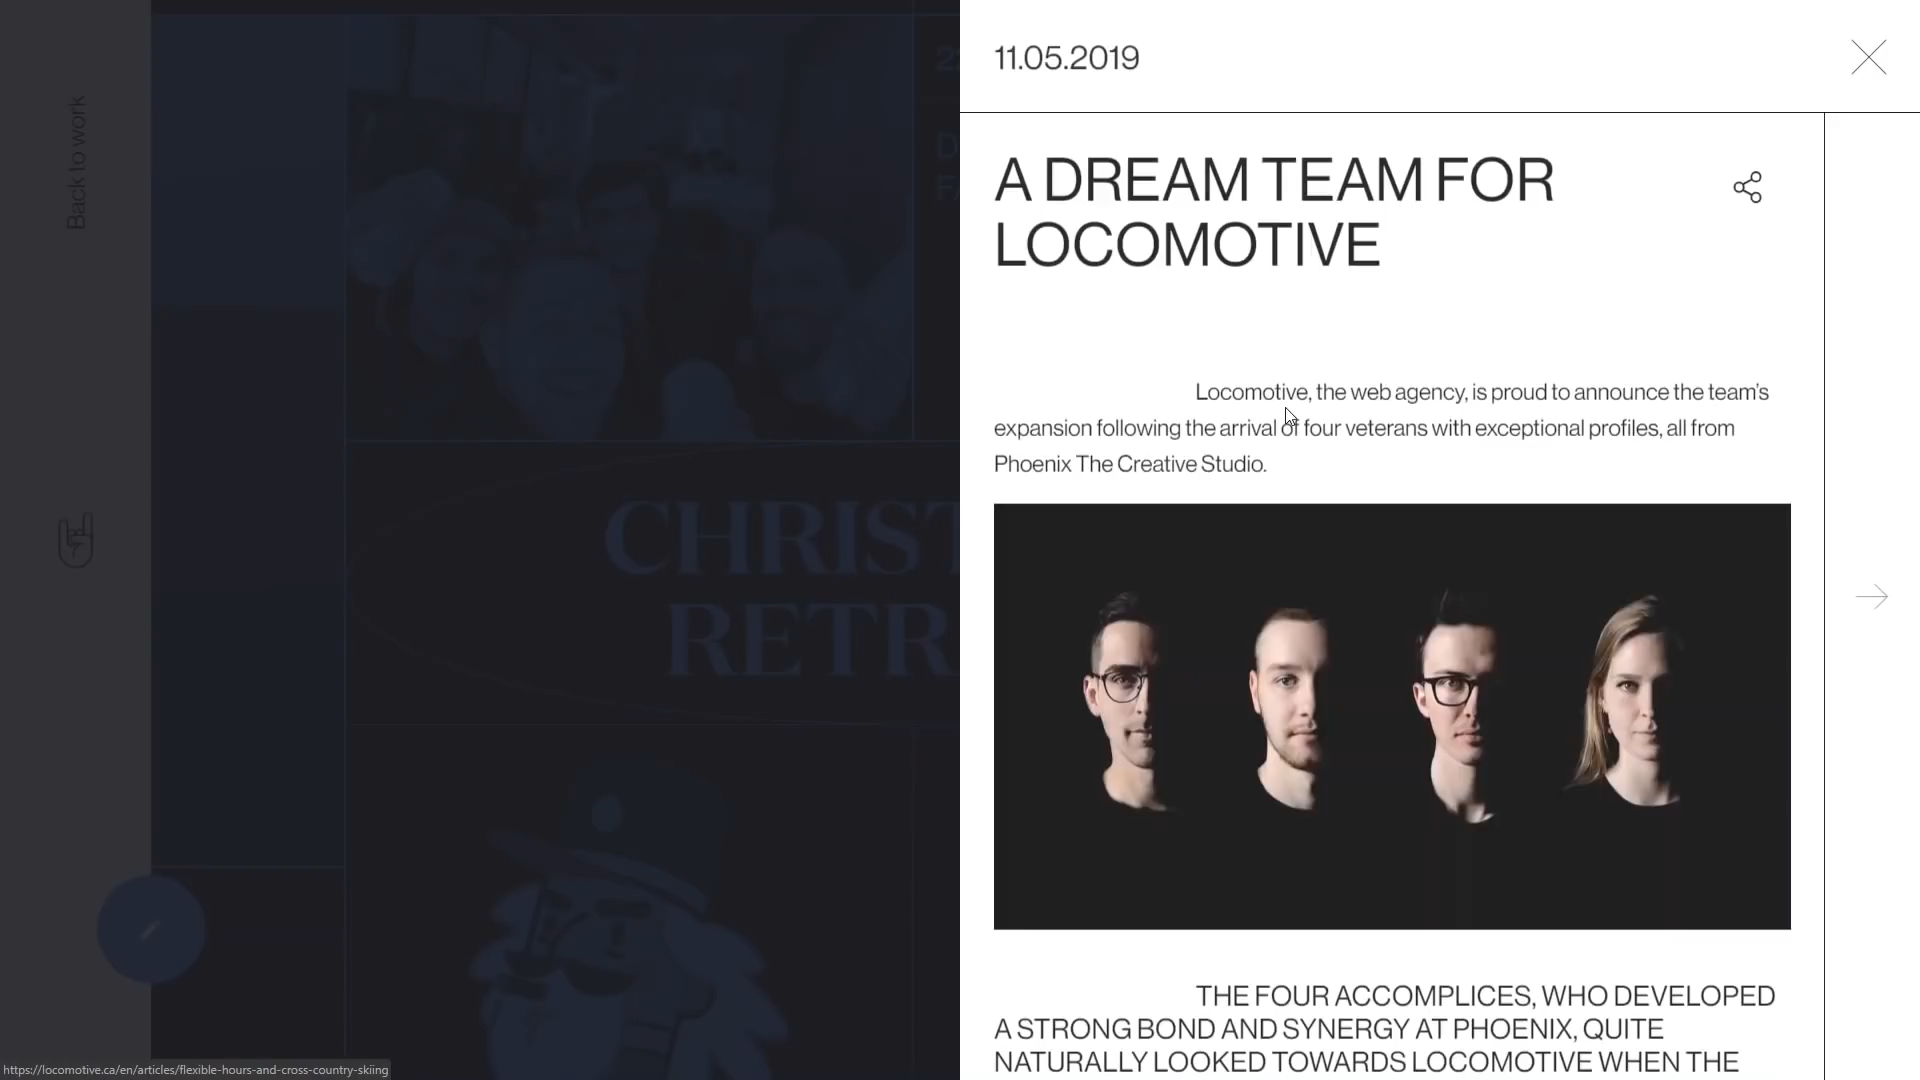 Back to work
CHRIST
RETR
11.05.2019
A DREAM TEAM FOR
LOCOMOTIVE
Locomotive, the web agency, is proud to announce the team's
expansion following the arrival of four veterans with exceptional profiles, all from
Phoenix The Creative Studio.
THE FOUR ACCOMPLICES, WHO DEVELOPED
A STRONG BOND AND SYNERGY AT PHOENIX, QUITE
NATURALLY LOOKED TOWARDS LOCOMOTIVE WHEN THE
https://locomotive.ca/en/articles/flexible-hours-and-cross-country-skiing